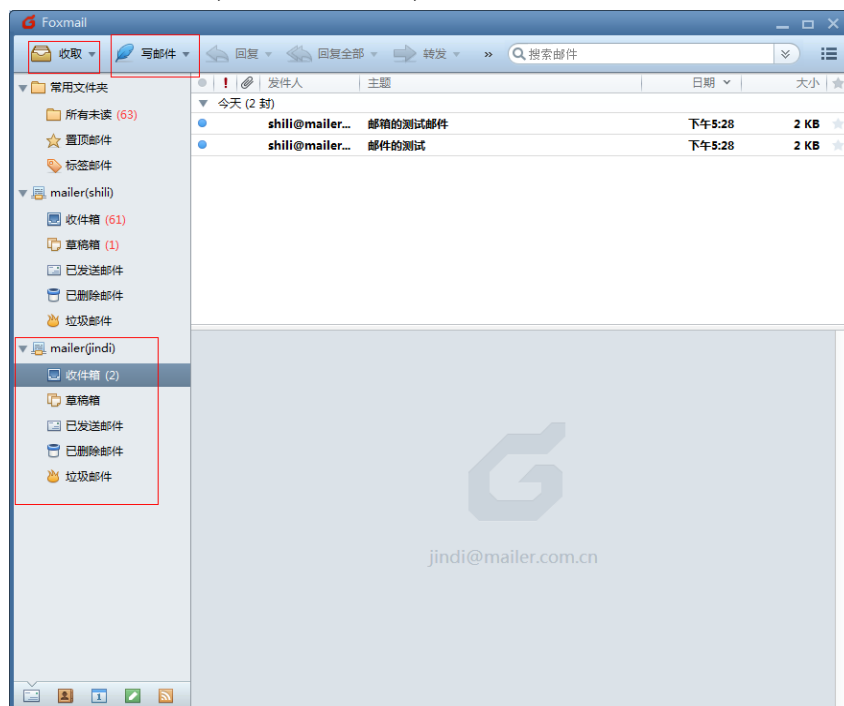 Foxmail
收取 写邮件 回复 回复全部 转发 » 搜索邮件
常用文件夹
所有未读 (63)
置顶邮件
标签邮件
mailer(shili)
收件箱 (61)
草稿箱 (1)
已发送邮件
已删除邮件
垃圾邮件
mailer(jindi)
收件箱 (2)
草稿箱
已发送邮件
已删除邮件
垃圾邮件
! 发件人 主题 日期 大小
今天 (2 封)
shili@mailer... 邮箱的测试邮件 下午5:28 2 KB
shili@mailer... 邮件的测试 下午5:28 2 KB
jindi@mailer.com.cn
1